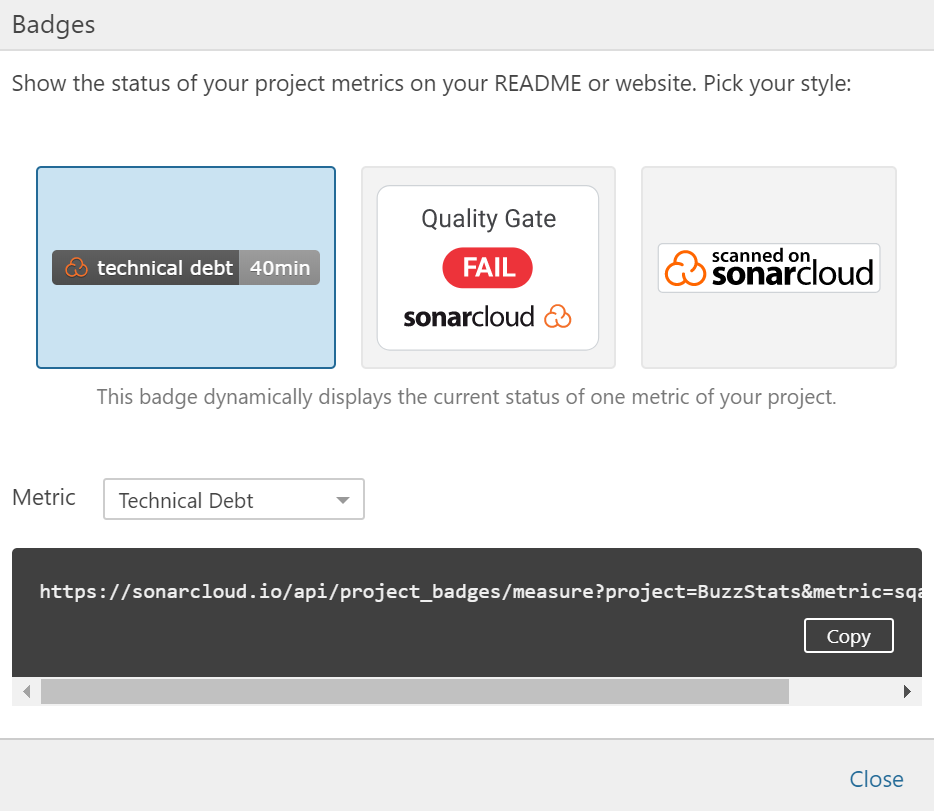 Badges
Show the status of your project metrics on your README or website. Pick your style:
technical debt 40min
Quality Gate
FAIL
sonarcloud
scanned on
sonarcloud
This badge dynamically displays the current status of one metric of your project.
Metric Technical Debt
https://sonarcloud.io/api/project_badges/measure?project=BuzzStats&metric=sqa
Copy
Close